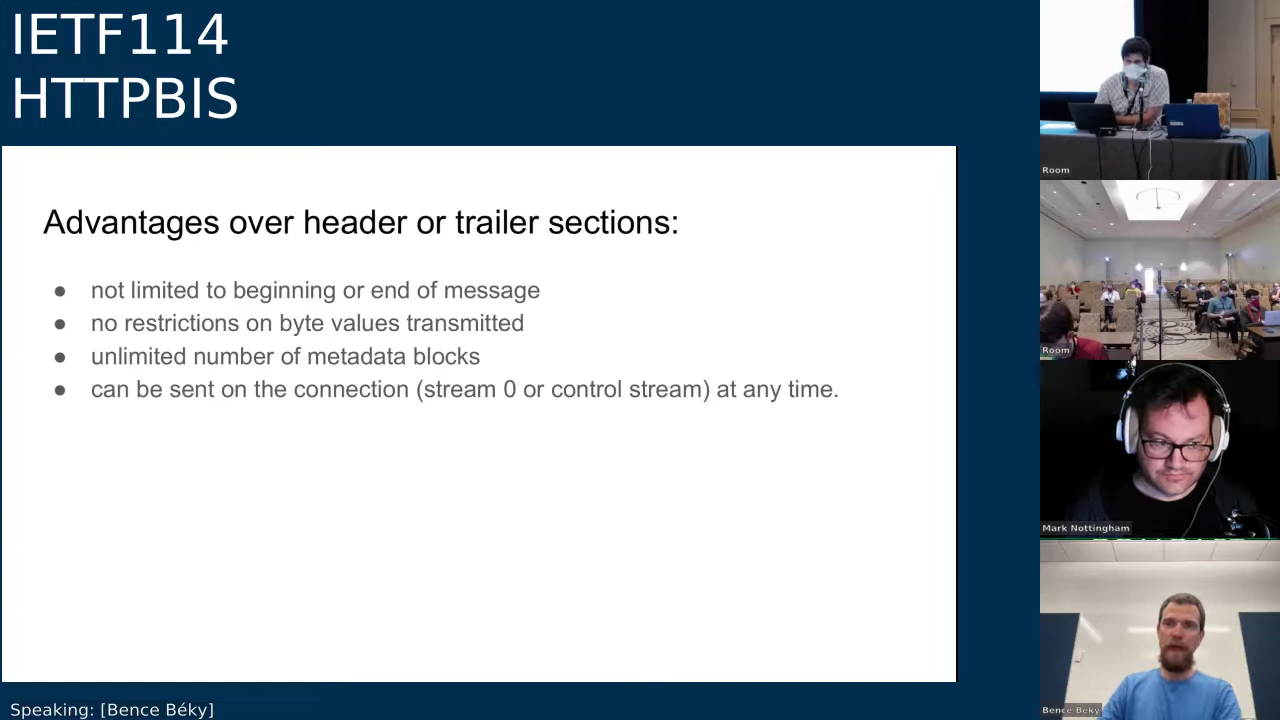 IETF114
HTTPBIS
Advantages over header or trailer sections:
● not limited to beginning or end of message
● no restrictions on byte values transmitted
● unlimited number of metadata blocks
● can be sent on the connection (stream 0 or control stream) at any time.
Speaking: [Bence Béky]
Room
Room
Mark Nottingham
Bence Béky